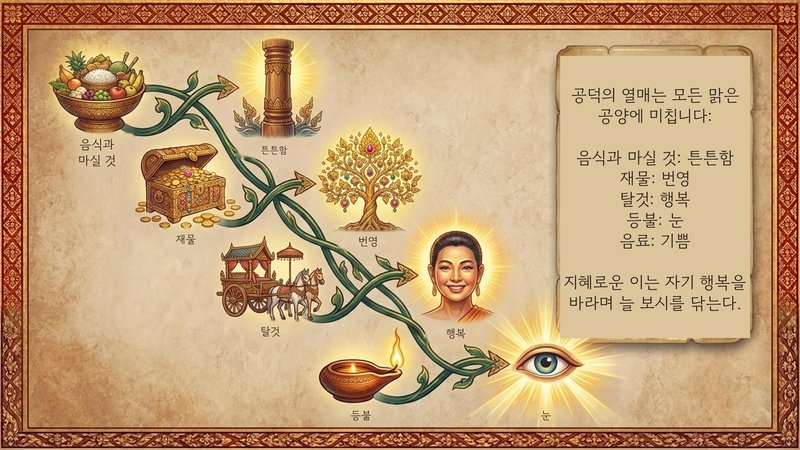 음식과
마실 것
튼튼함
재물
번영
탈것
행복
등불
눈
공덕의 열매는 모든 맑은
공양에 미칩니다:
음식과 마실 것: 튼튼함
재물: 번영
탈것: 행복
등불: 눈
음료: 기쁨
지혜로운 이는 자기 행복을
바라며 늘 보시를 닦는다.